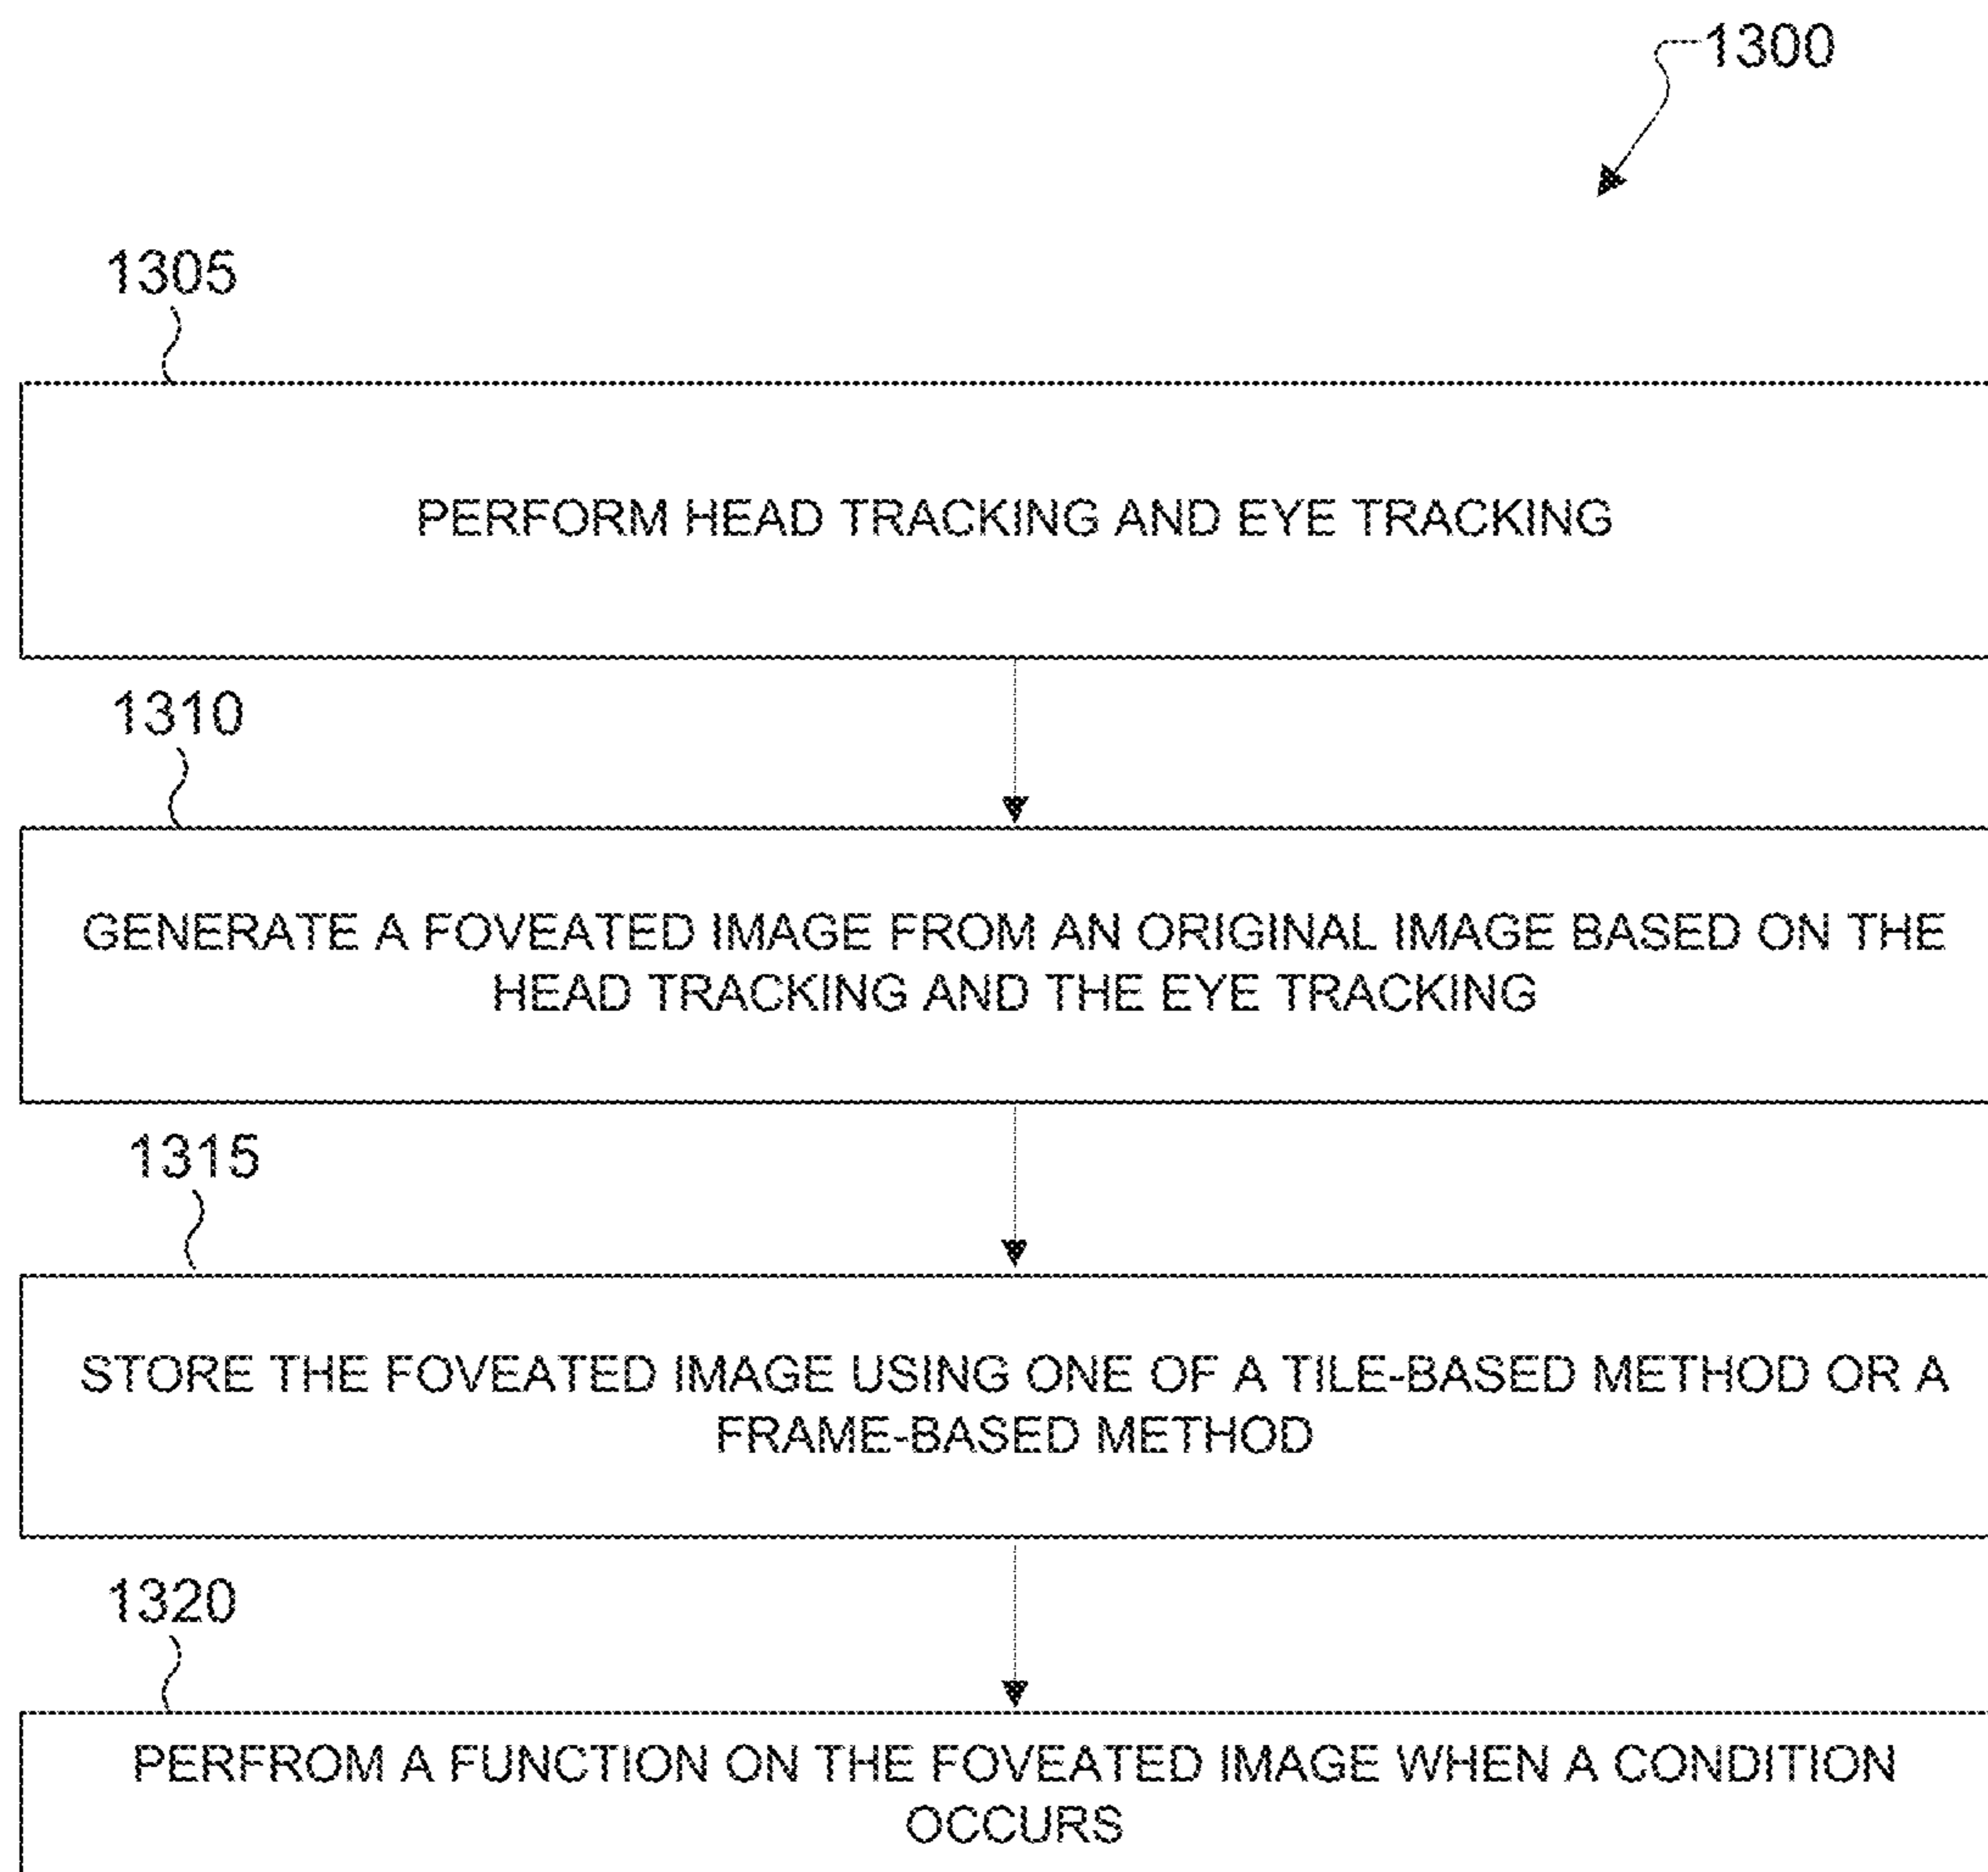 1300
1305
PERFORM HEAD TRACKING AND EYE TRACKING
1310
GENERATE A FOVEATED IMAGE FROM AN ORIGINAL IMAGE BASED ON THE
HEAD TRACKING AND THE EYE TRACKING
1315
STORE THE FOVEATED IMAGE USING ONE OF A TILE-BASED METHOD OR A
FRAME-BASED METHOD
1320
PERFROM A FUNCTION ON THE FOVEATED IMAGE WHEN A CONDITION
OCCURS